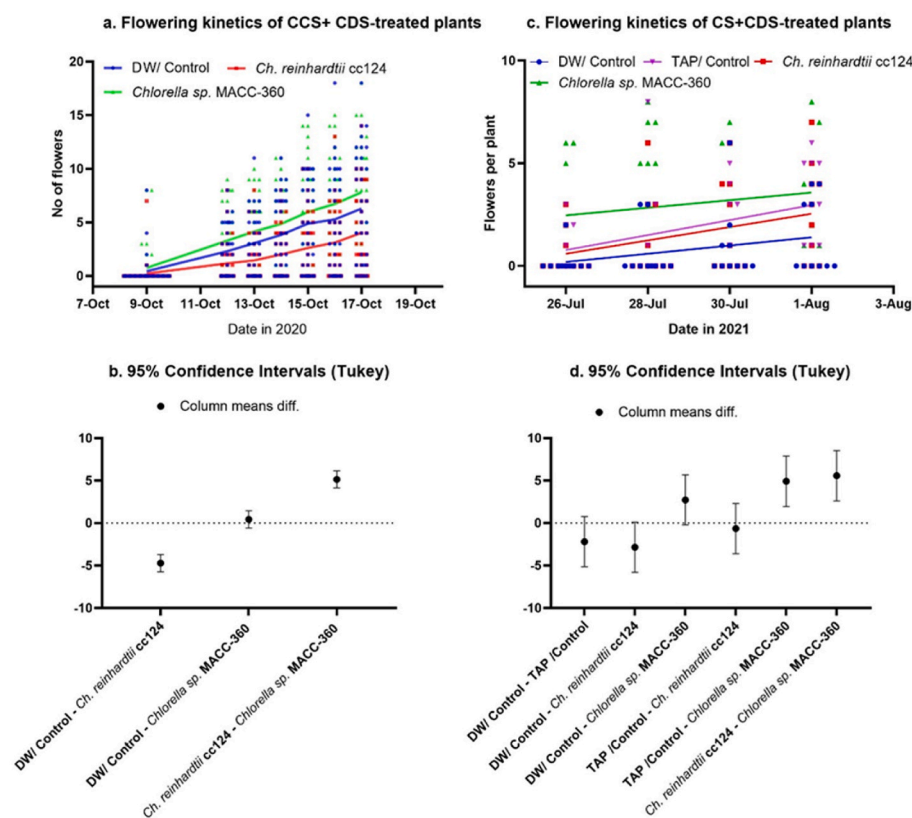 a. Flowering kinetics of CCS+ CDS-treated plants
DW/ Control
Ch. reinhardtii cc124
Chlorella sp. MACC-360
No of flowers
20
15
10
5
0
7-Oct
9-Oct
11-Oct
13-Oct
15-Oct
17-Oct
19-Oct
Date in 2020
c. Flowering kinetics of CS+CDS-treated plants
DW/ Control
TAP/ Control
Ch. reinhardtii cc124
Chlorella sp. MACC-360
Flowers per plant
10
5
0
26-Jul
28-Jul
30-Jul
1-Aug
3-Aug
Date in 2021
b. 95% Confidence Intervals (Tukey)
Column means diff.
10
5
0
-5
-10
DW/ Control - Ch. reinhardtii cc124
DW/ Control - Chlorella sp. MACC-360
Ch. reinhardtii cc124 - Chlorella sp. MACC-360
d. 95% Confidence Intervals (Tukey)
Column means diff.
10
5
0
-5
-10
DW/ Control - TAP /Control
DW/ Control - Ch. reinhardtii cc124
DW/ Control - Chlorella sp. MACC-360
TAP /Control - Ch. reinhardtii cc124
TAP /Control - Chlorella sp. MACC-360
Ch. reinhardtii cc124 - Chlorella sp. MACC-360